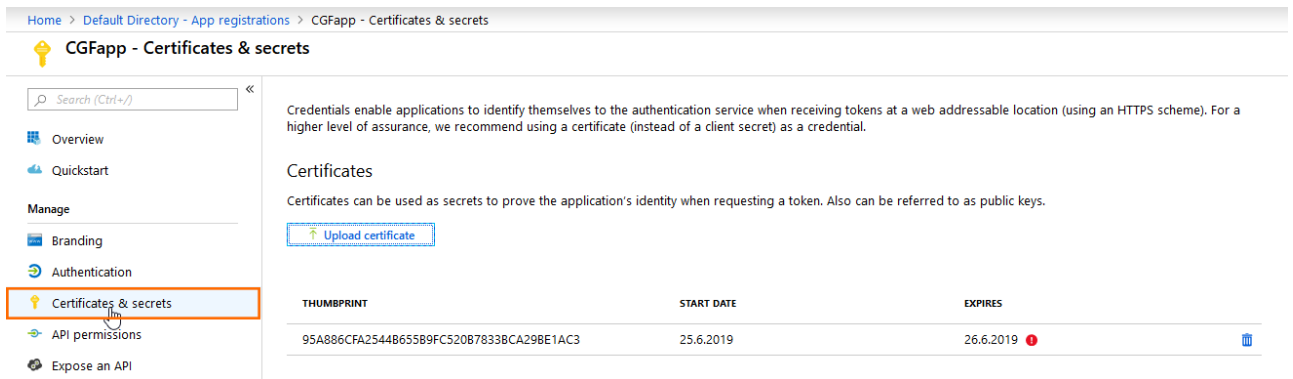 Home > Default Directory - App registrations > CGFapp - Certificates & secrets
CGFapp - Certificates & secrets
Search (Ctrl+/)
«
Overview
Quickstart
Manage
Branding
Authentication
Certificates & secrets
API permissions
Expose an API
Credentials enable applications to identify themselves to the authentication service when receiving tokens at a web addressable location (using an HTTPS scheme). For a
higher level of assurance, we recommend using a certificate (instead of a client secret) as a credential.
Certificates
Certificates can be used as secrets to prove the application's identity when requesting a token. Also can be referred to as public keys.
Upload certificate
THUMBPRINT START DATE EXPIRES
95A886CFA2544B655B9FC520B7833BCA29BE1AC3 25.6.2019 26.6.2019